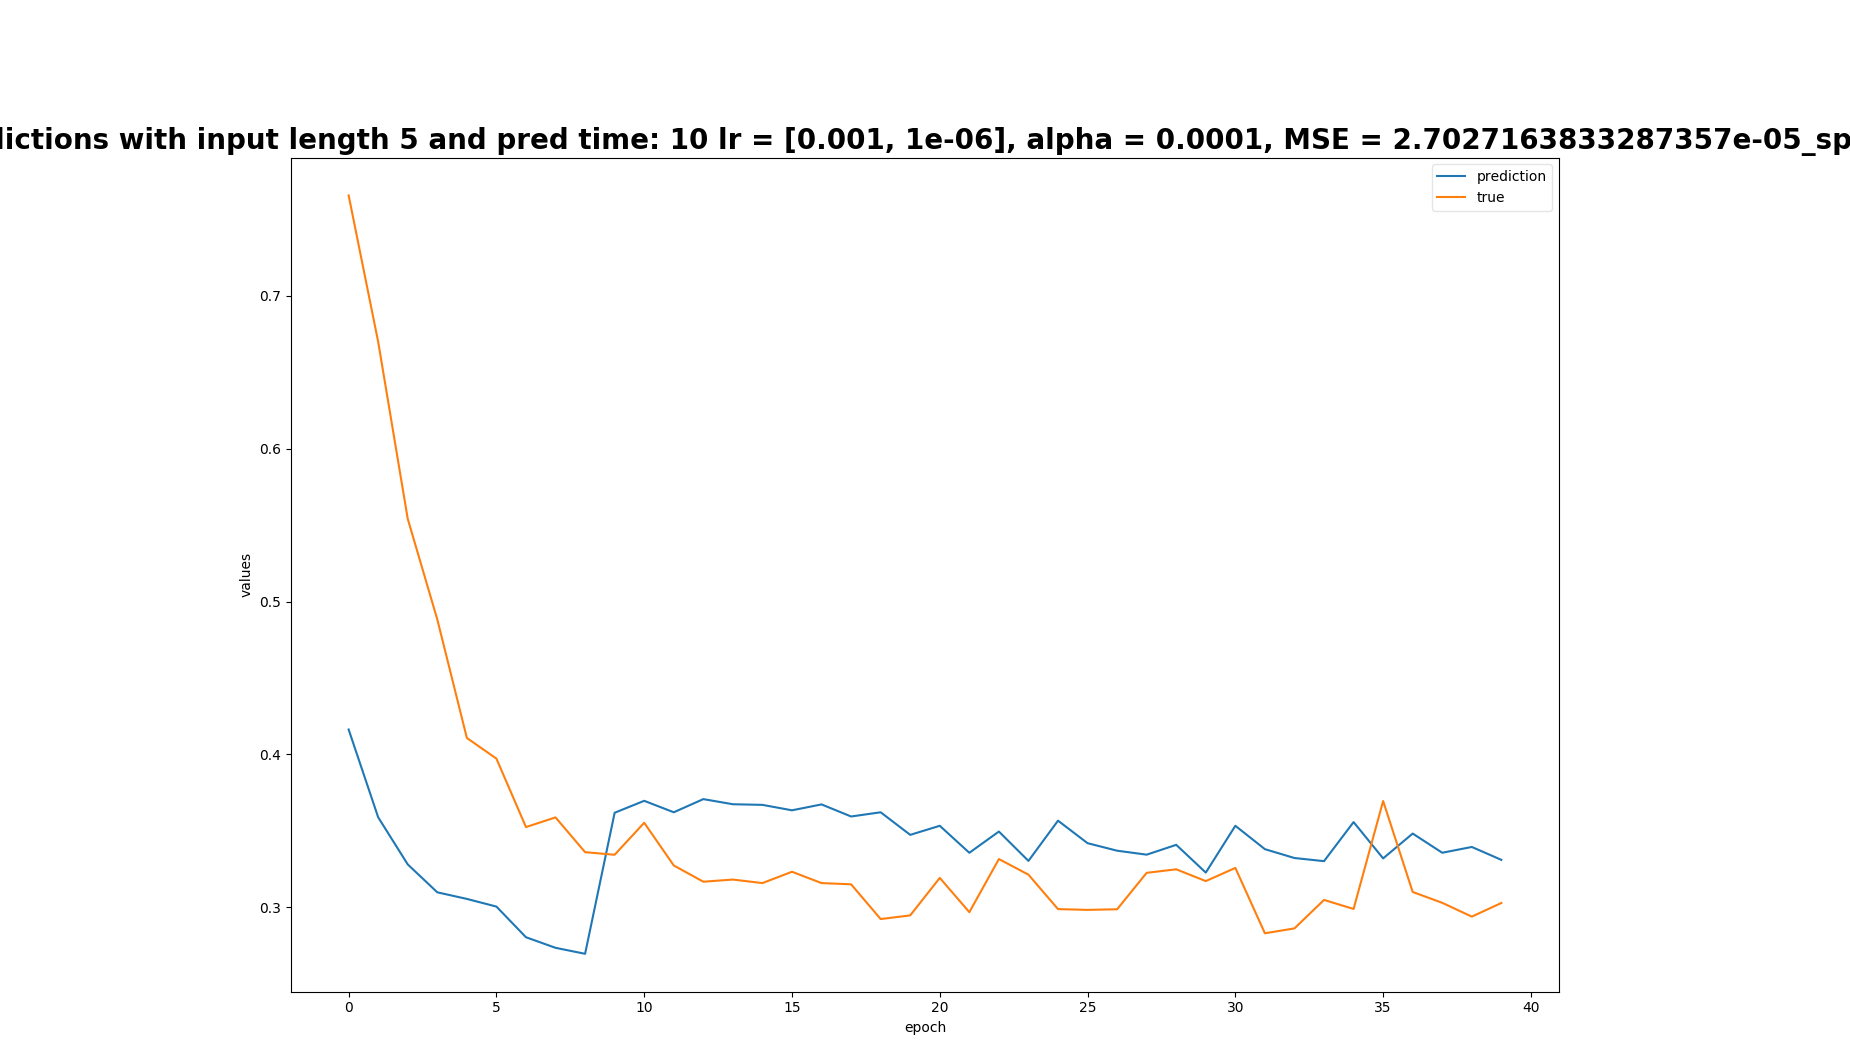 with input length 5 and pred time: 10 lr = [0.001, 1e-06], alpha = 0.0001, MSE = 2.7027163833287357e-05_sp
prediction
true
0.7
0.6
0.5
0.4
0.3
values
0 5 10 15 20 25 30 35 40
epoch